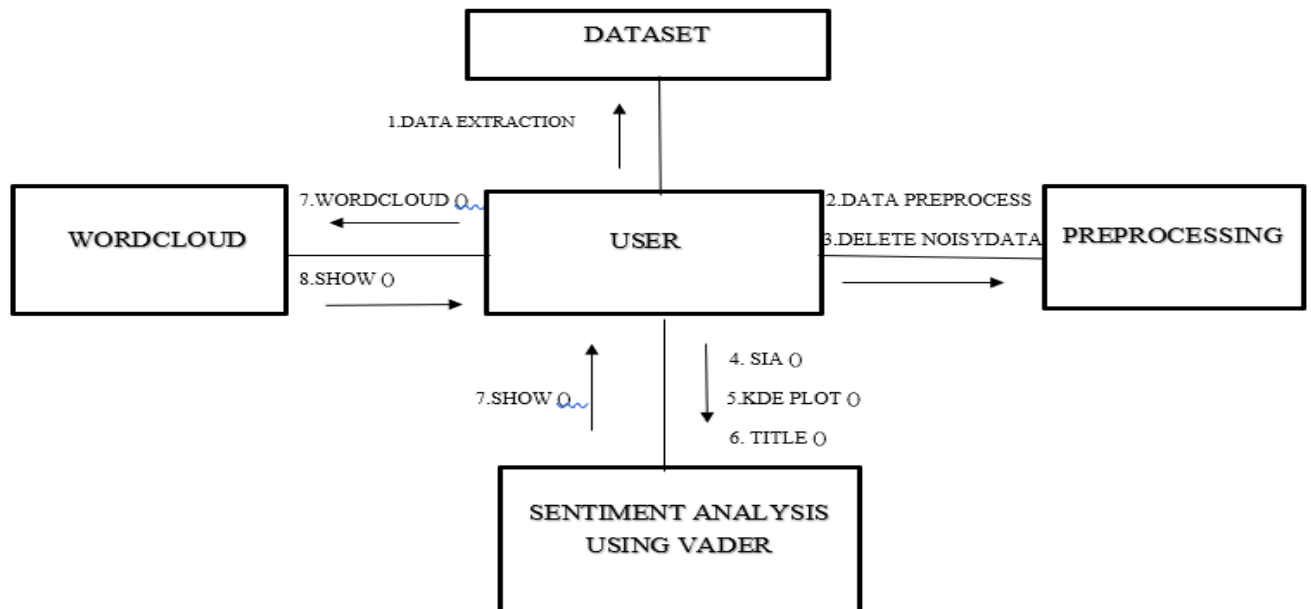 DATASET
1.DATA EXTRACTION
7.WORDCLOUD ()
2.DATA PREPROCESS
WORDCLOUD
USER
3.DELETE NOISYDATA
PREPROCESSING
8.SHOW ()
4. SIA ()
7.SHOW ()
5.KDE PLOT ()
6. TITLE ()
SENTIMENT ANALYSIS
USING VADER